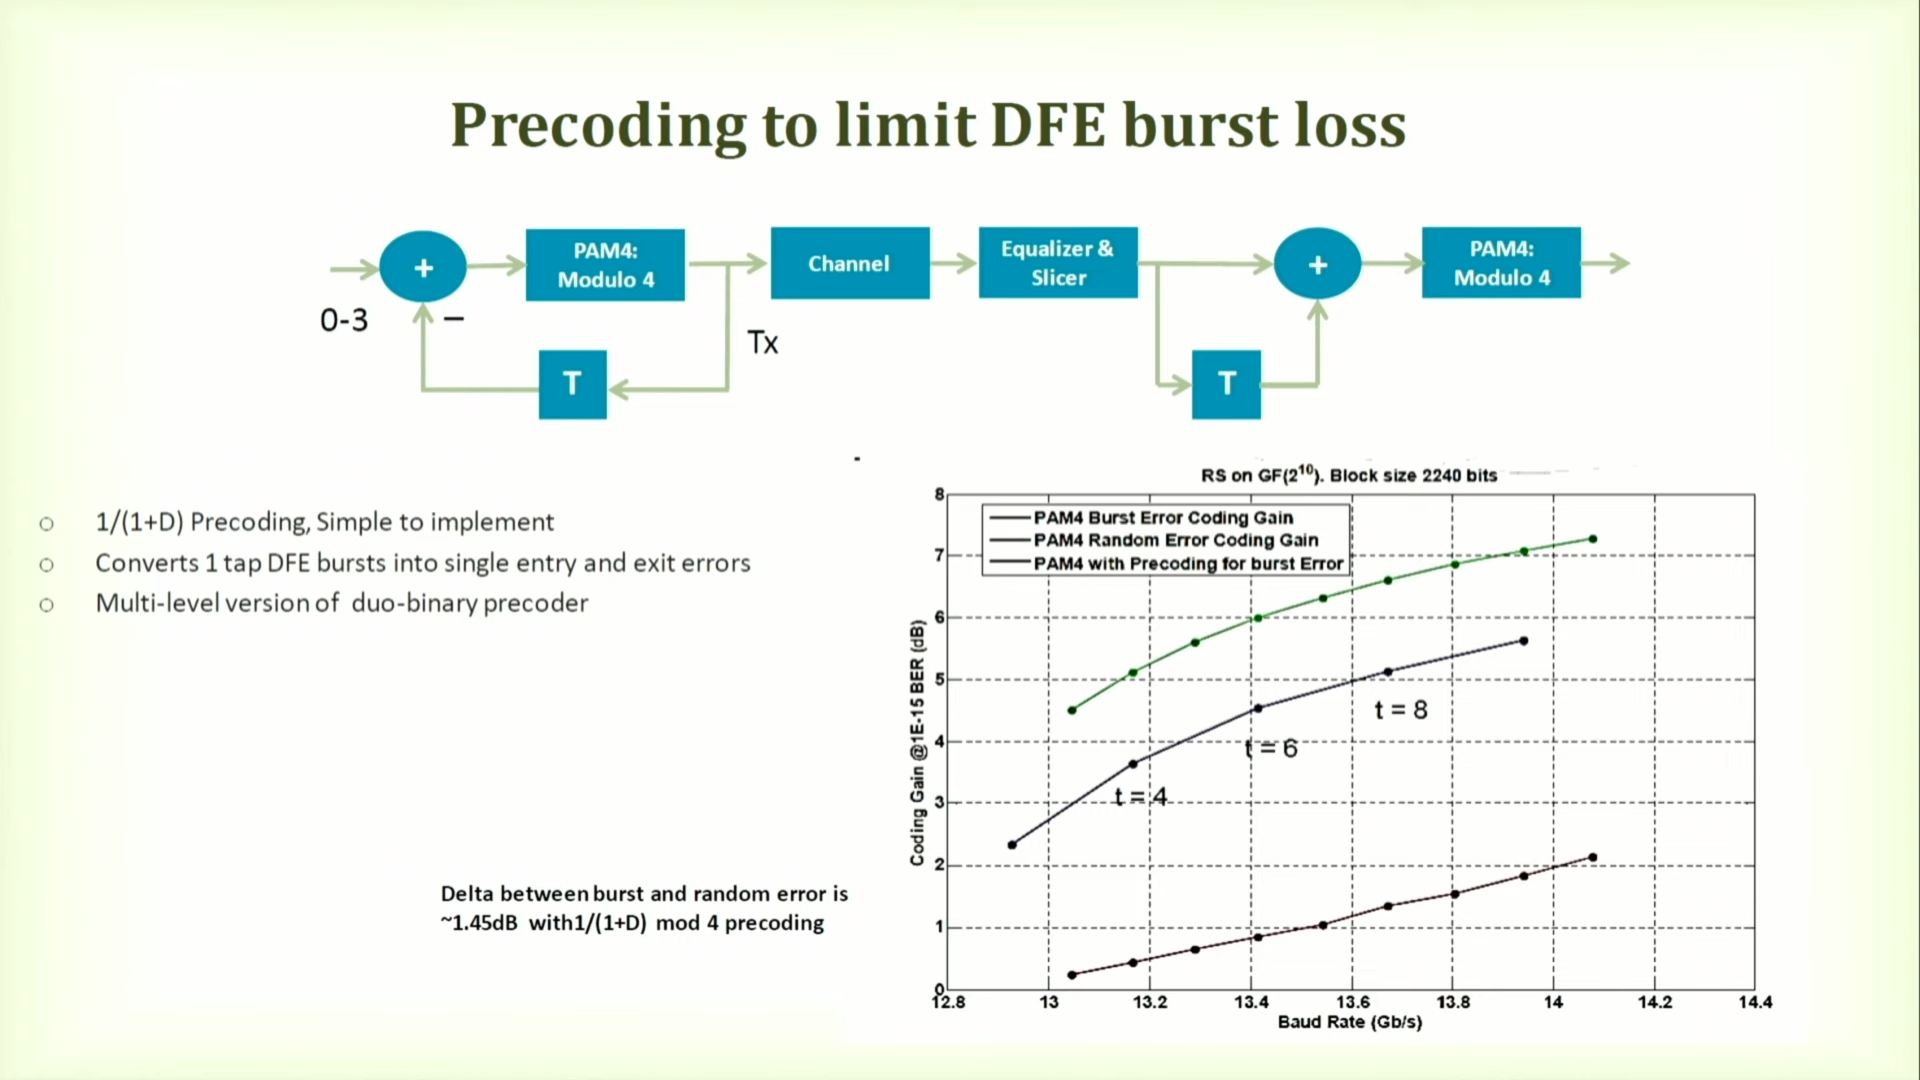 Precoding to limit DFE burst loss
+
PAM4:
Modulo 4
Channel
Equalizer &
Slicer
+
PAM4:
Modulo 4
0-3
–
Tx
T
T
1/(1+D) Precoding, Simple to implement
Converts 1 tap DFE bursts into single entry and exit errors
Multi-level version of duo-binary precoder
Delta between burst and random error is
~1.45dB with1/(1+D) mod 4 precoding
RS on GF(2¹⁰). Block size 2240 bits
PAM4 Burst Error Coding Gain
PAM4 Random Error Coding Gain
PAM4 with Precoding for burst Error
Coding Gain @1E-15 BER (dB)
8
7
6
5
4
3
2
1
0
t = 8
t = 6
t = 4
12.8 13 13.2 13.4 13.6 13.8 14 14.2 14.4
Baud Rate (Gb/s)